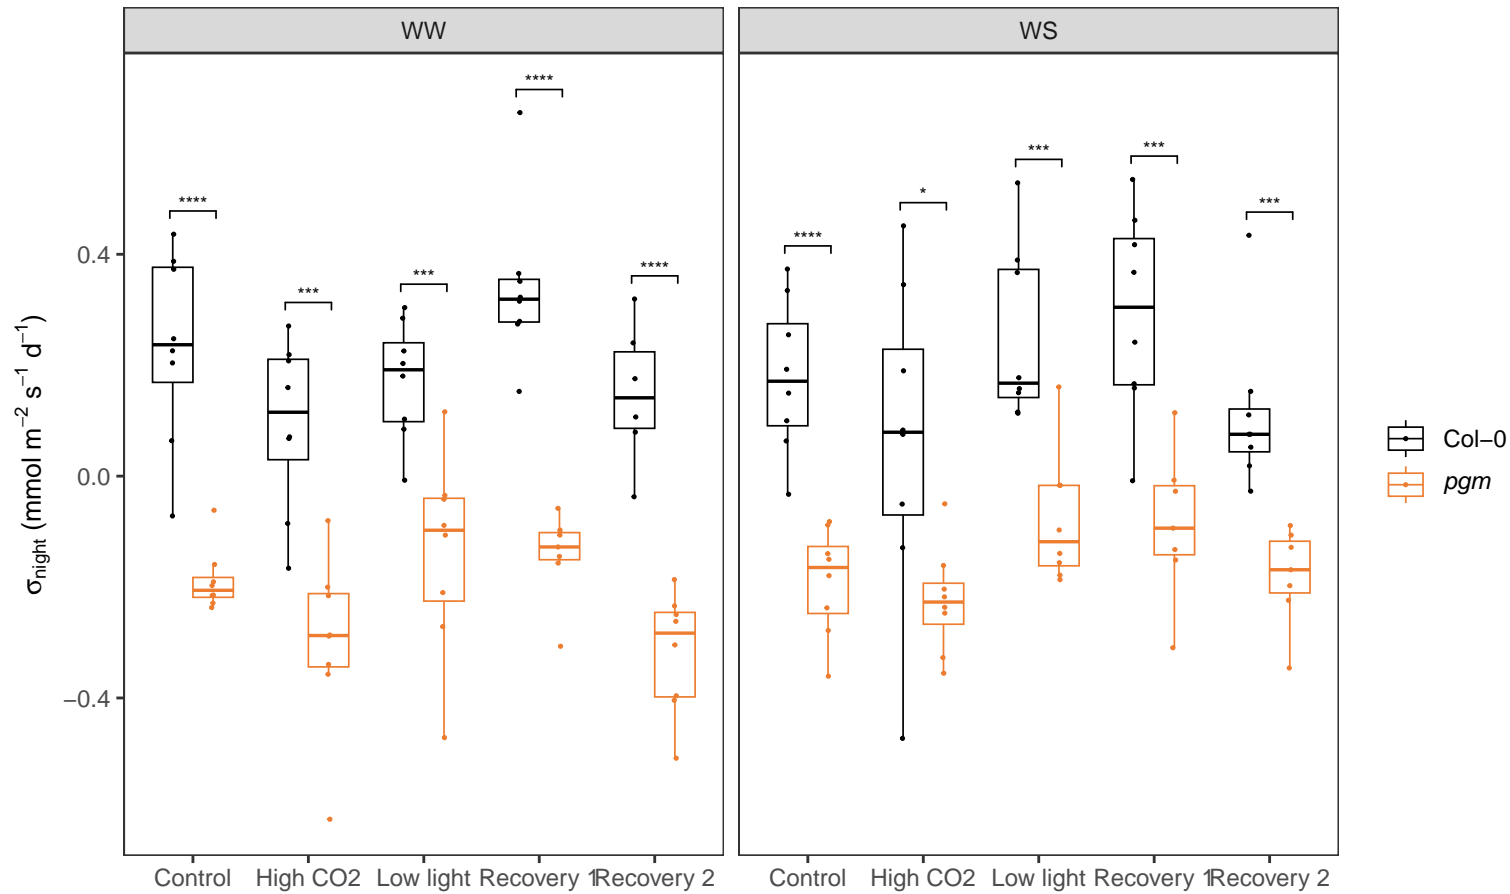 WW
WS
****
***
***
****
****
****
*
***
***
***
0.4
0.0
−0.4
σnight (mmol m−2 s−1 d−1)
Control High CO2 Low light Recovery 1 Recovery 2
Control High CO2 Low light Recovery 1 Recovery 2
Col−0
pgm